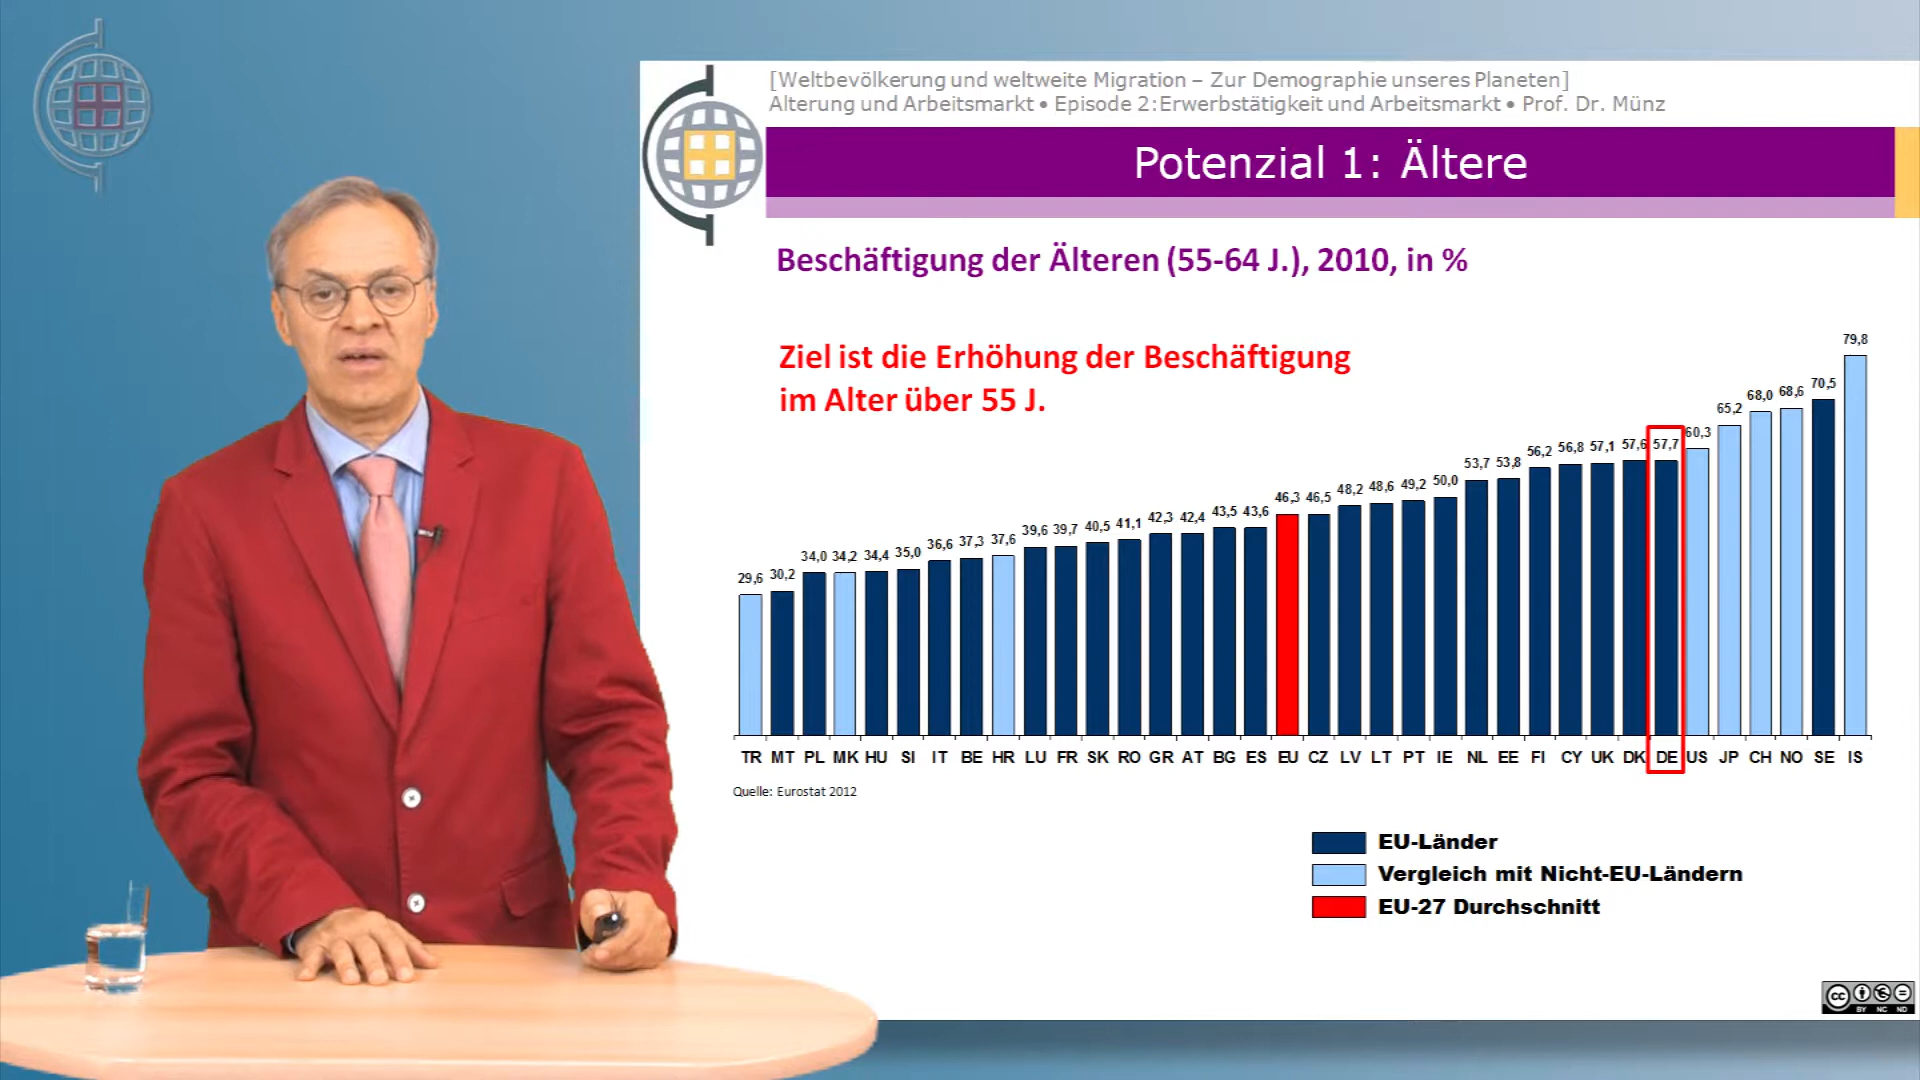 [Weltbevölkerung und weltweite Migration – Zur Demographie unseres Planeten]
Alterung und Arbeitsmarkt • Episode 2:Erwerbstätigkeit und Arbeitsmarkt • Prof. Dr. Münz
Potenzial 1: Ältere
Beschäftigung der Älteren (55-64 J.), 2010, in %
Ziel ist die Erhöhung der Beschäftigung
im Alter über 55 J.
29,6 30,2 34,0 34,2 34,4 35,0 36,6 37,3 37,6 39,6 39,7 40,5 41,1 42,3 42,4 43,5 43,6 46,3 46,5 48,2 48,6 49,2 50,0 53,7 53,8 56,2 56,8 57,1 57,6 57,7 60,3 65,2 68,0 68,6 70,5 79,8
TR MT PL MK HU SI IT BE HR LU FR SK RO GR AT BG ES EU CZ LV LT PT IE NL EE FI CY UK DK DE US JP CH NO SE IS
Quelle: Eurostat 2012
EU-Länder
Vergleich mit Nicht-EU-Ländern
EU-27 Durchschnitt
cc
BY NC ND